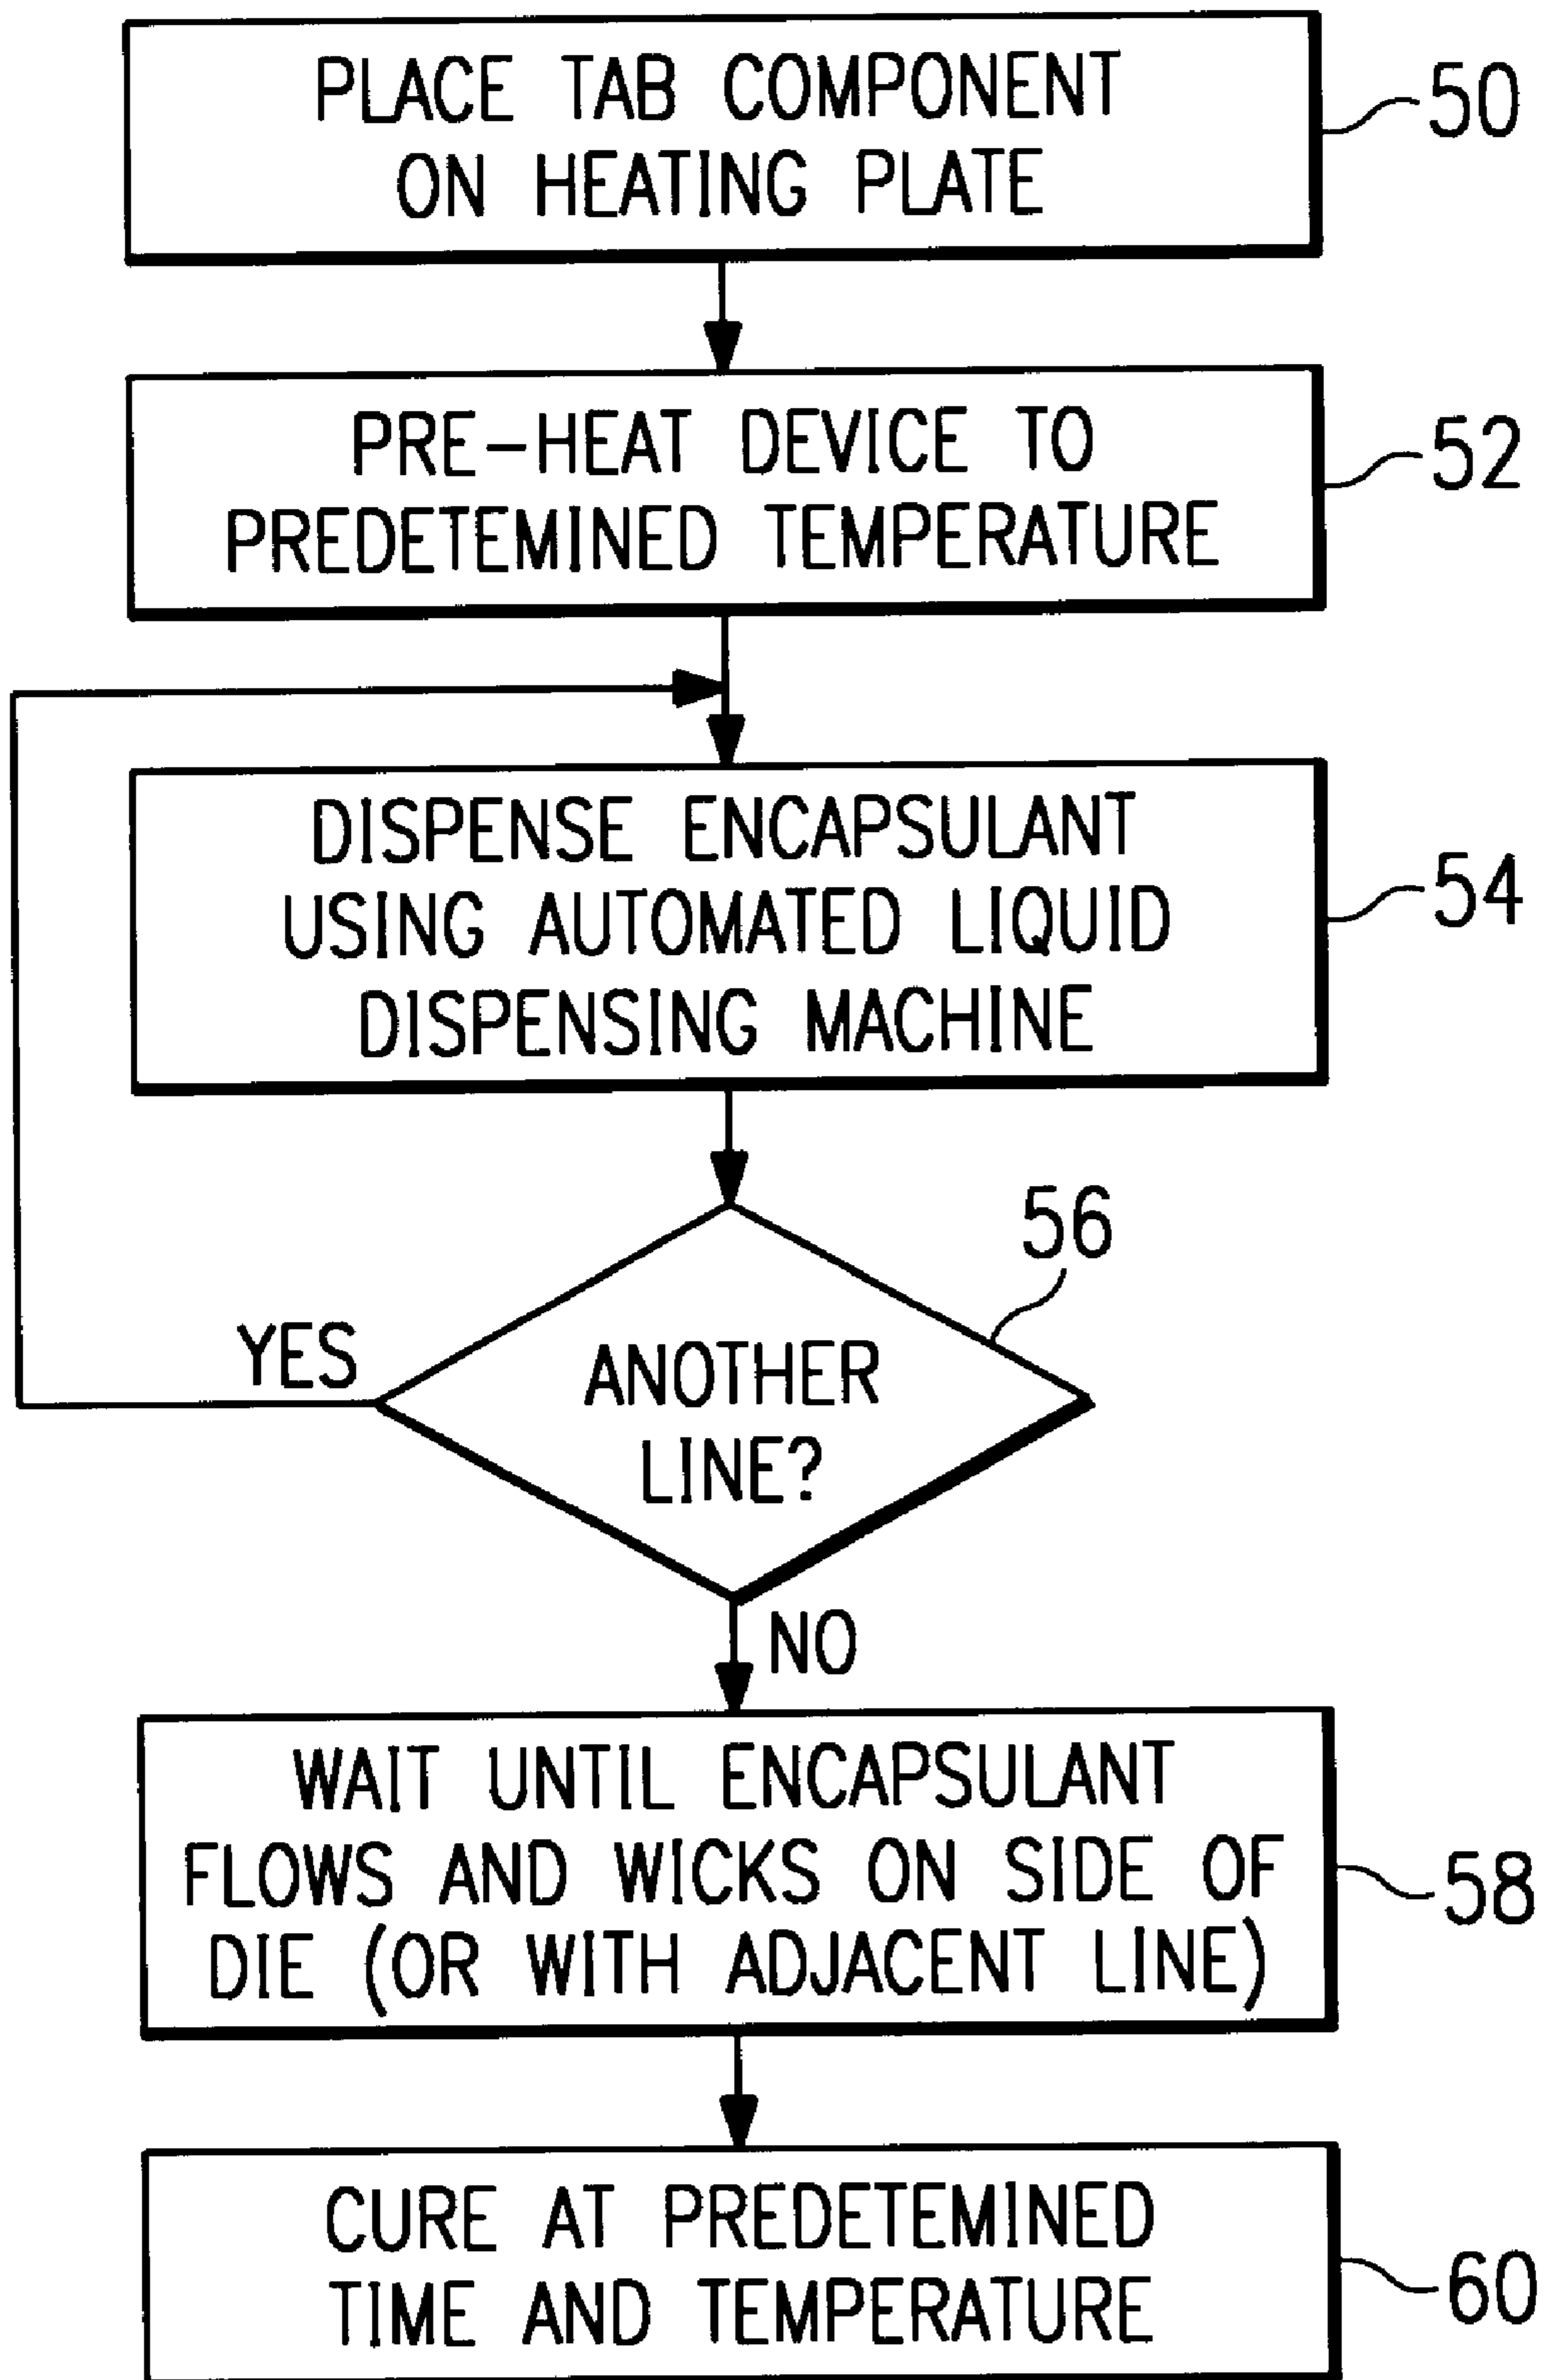 PLACE TAB COMPONENT
ON HEATING PLATE
50
PRE-HEAT DEVICE TO
PREDETEMINED TEMPERATURE
52
DISPENSE ENCAPSULANT
USING AUTOMATED LIQUID
DISPENSING MACHINE
54
56
YES
ANOTHER
LINE?
NO
WAIT UNTIL ENCAPSULANT
FLOWS AND WICKS ON SIDE OF
DIE (OR WITH ADJACENT LINE)
58
CURE AT PREDETEMINED
TIME AND TEMPERATURE
60